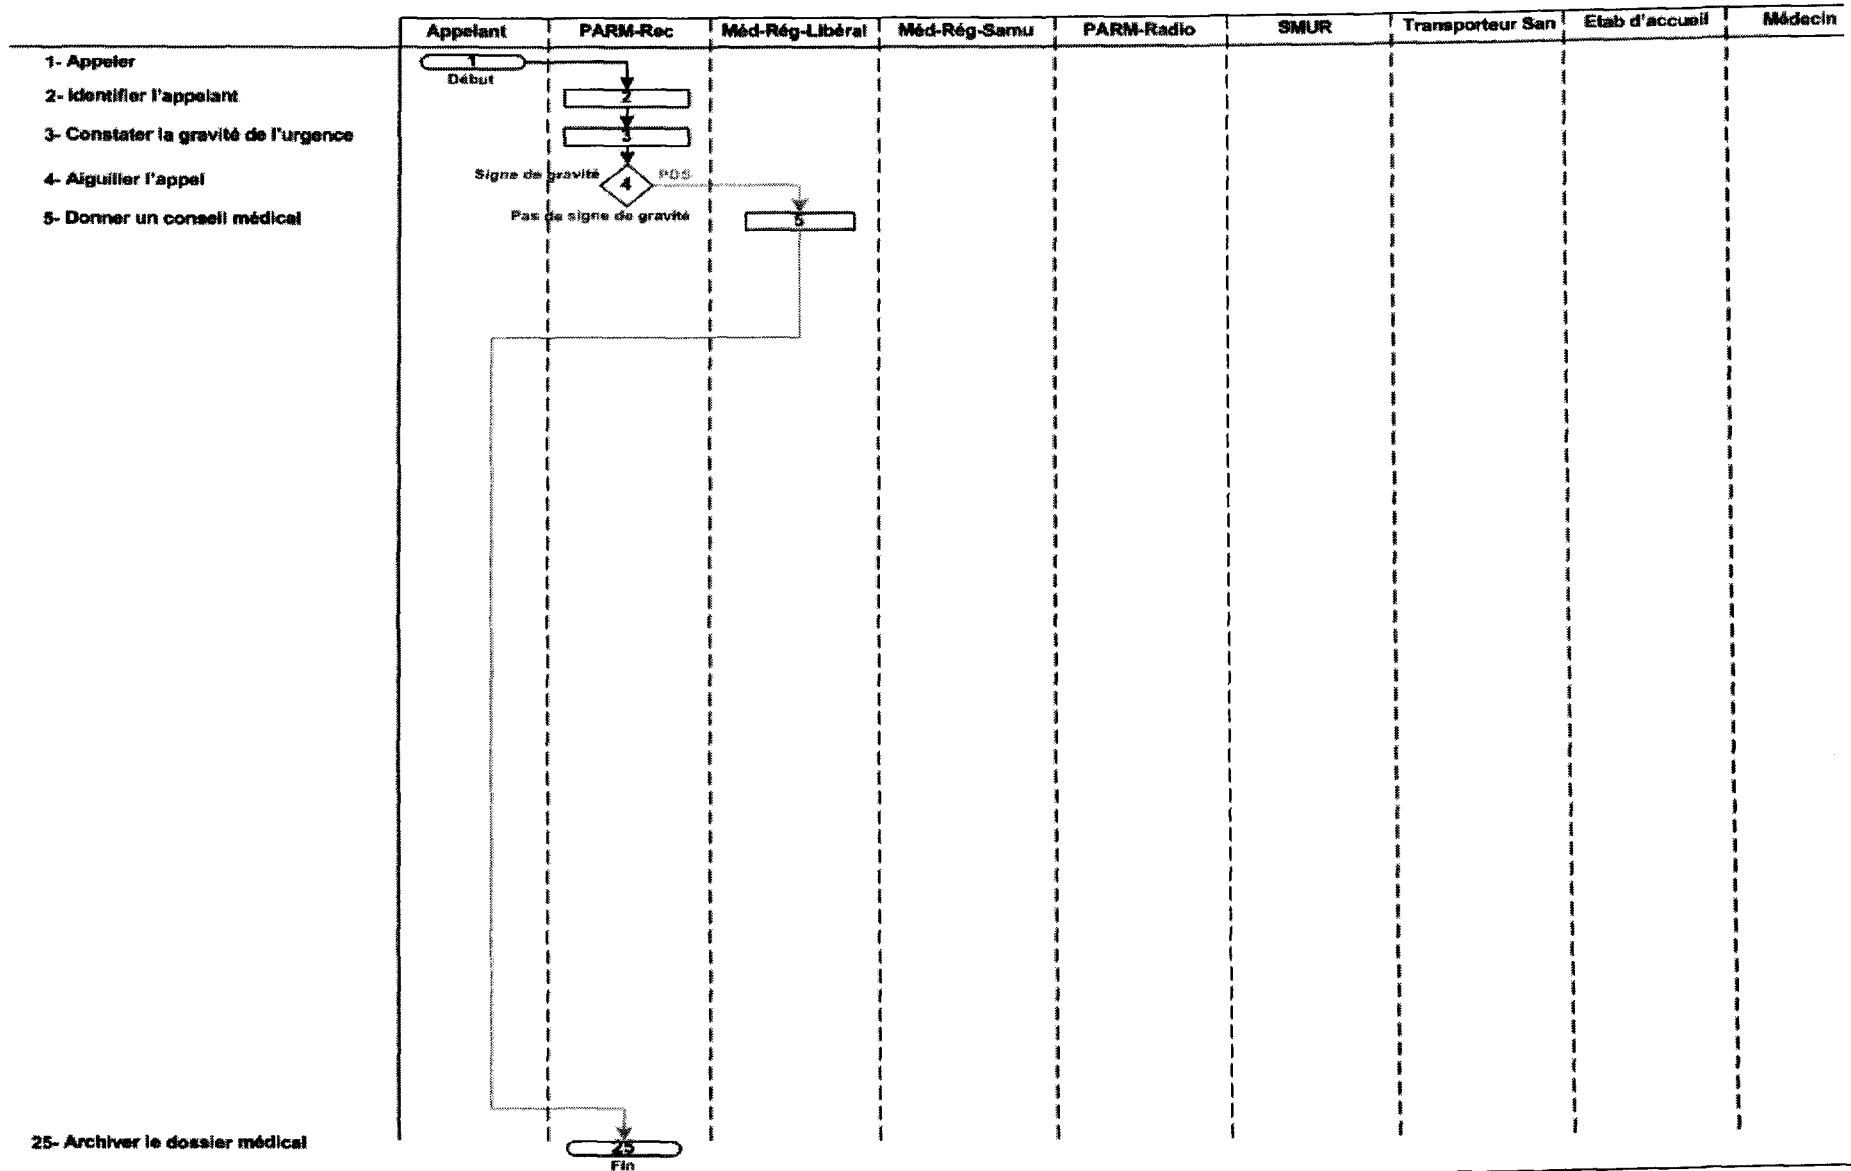 Appelant PARM-Rec Méd-Rég-Libéral Méd-Rég-Samu PARM-Radio SMUR Transporteur San Etab d'accueil Médecin
1- Appeler
1
Début
2- Identifier l'appelant
2
3- Constater la gravité de l'urgence
3
4- Aiguiller l'appel
Signe de gravité
4
PDS
Pas de signe de gravité
5- Donner un conseil médical
5
25- Archiver le dossier médical
25
Fin